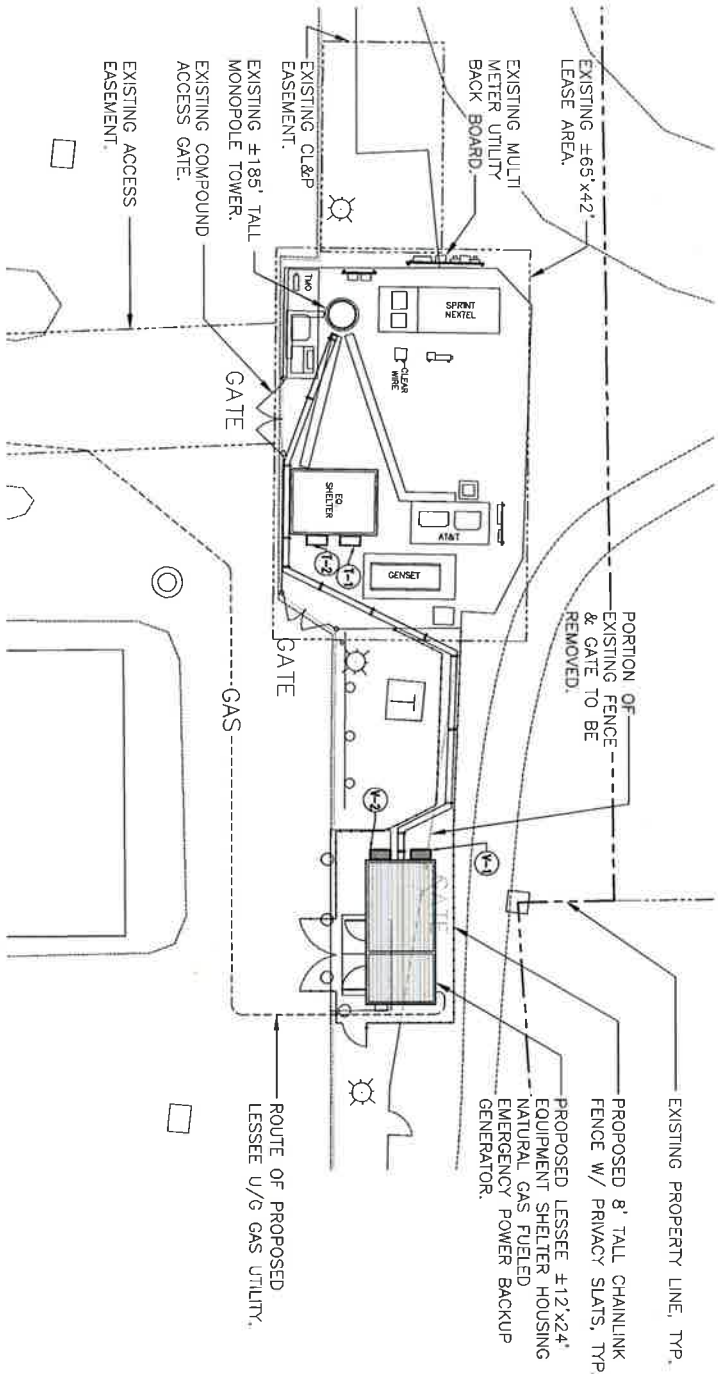 EXISTING ±65'x42'
LEASE AREA.
EXISTING MULTI
METER UTILITY
BACK BOARD.
EXISTING CL&P
EASEMENT.
EXISTING ±185' TALL
MONOPOLE TOWER.
EXISTING COMPOUND
ACCESS GATE.
EXISTING ACCESS
EASEMENT.
SPRINT
NEXTEL
TWO
CLEAR
WIRE
GATE
EQ.
SHELTER
AT&T
T-1
T-2
GENSET
GATE
GAS
T
PORTION OF
EXISTING FENCE
& GATE TO BE
REMOVED.
V-2
V-1
GATE
EXISTING PROPERTY LINE, TYP.
PROPOSED 8' TALL CHAINLINK
FENCE W/ PRIVACY SLATS, TYP.
PROPOSED LESSEE ±12'x24'
EQUIPMENT SHELTER HOUSING
NATURAL GAS FUELED
EMERGENCY POWER BACKUP
GENERATOR.
ROUTE OF PROPOSED
LESSEE U/G GAS UTILITY.